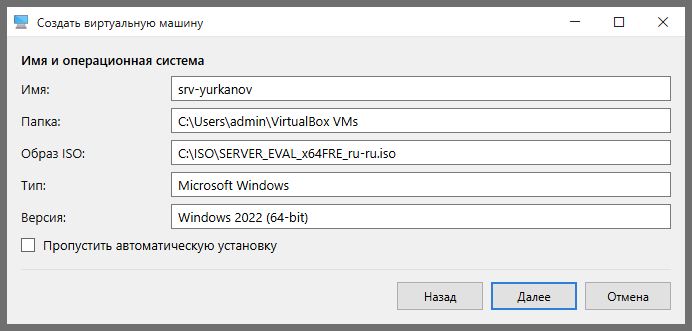 Создать виртуальную машину
Имя и операционная система
Имя: srv-yurkanov
Папка: C:\Users\admin\VirtualBox VMs
Образ ISO: C:\ISO\SERVER_EVAL_x64FRE_ru-ru.iso
Тип: Microsoft Windows
Версия: Windows 2022 (64-bit)
Пропустить автоматическую установку
Назад Далее Отмена